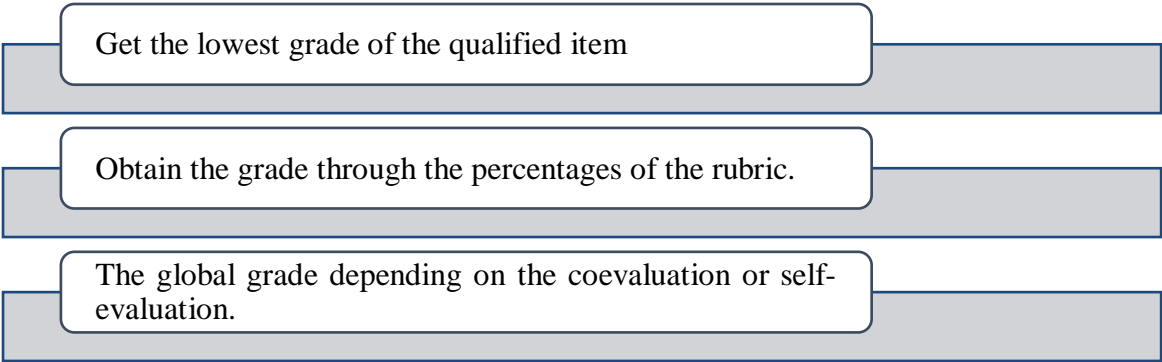 Get the lowest grade of the qualified item
Obtain the grade through the percentages of the rubric.
The global grade depending on the coevaluation or self-
evaluation.